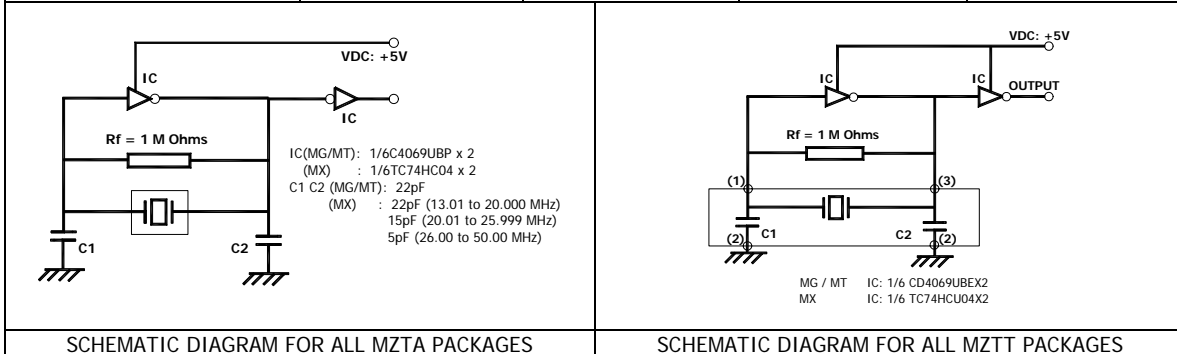 VDC: +5V
IC
IC
Rf = 1 M Ohms
IC(MG/MT): 1/6C4069UBP x 2
(MX) : 1/6TC74HC04 x 2
C1 C2 (MG/MT): 22pF
(MX) : 22pF (13.01 to 20.000 MHz)
15pF (20.01 to 25.999 MHz)
5pF (26.00 to 50.00 MHz)
C1
C2
SCHEMATIC DIAGRAM FOR ALL MZTA PACKAGES
VDC: +5V
IC
IC
OUTPUT
Rf = 1 M Ohms
(1)
(3)
C1
C2
(2)
(2)
MG / MT IC: 1/6 CD4069UBEX2
MX IC: 1/6 TC74HCU04X2
SCHEMATIC DIAGRAM FOR ALL MZTT PACKAGES